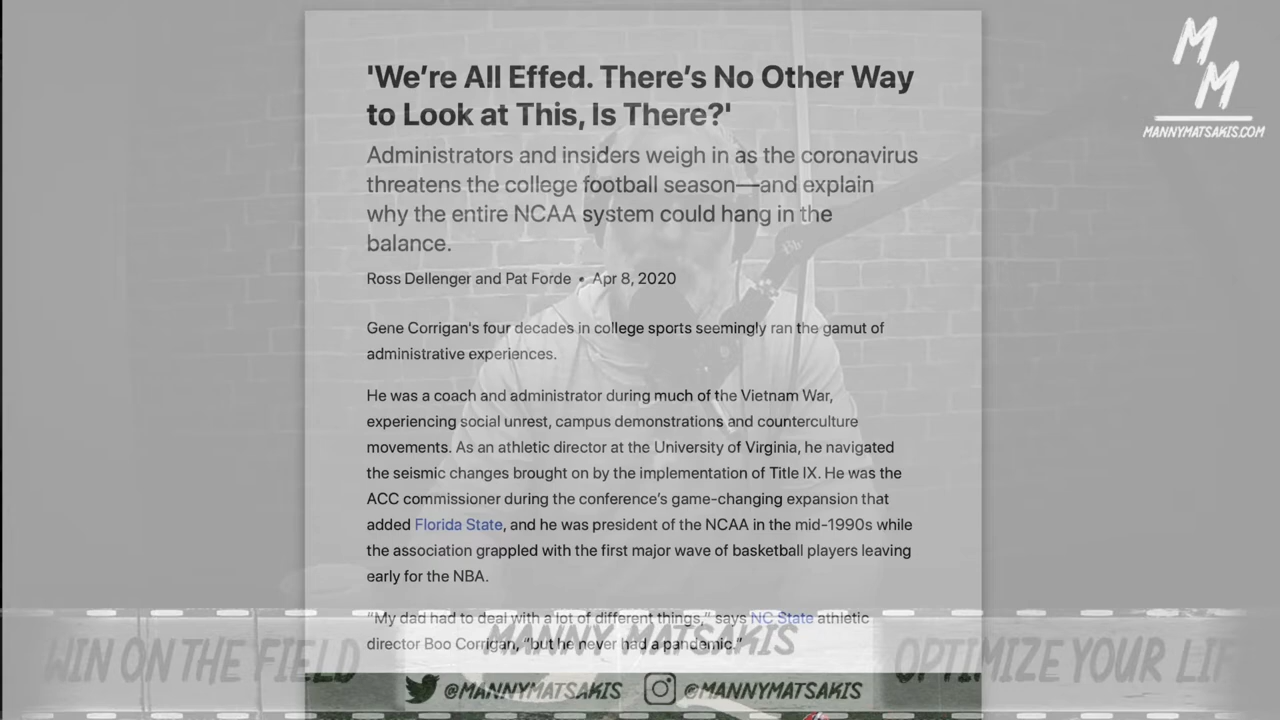 M
M
MANNYMATSAKIS.COM
'We’re All Effed. There’s No Other Way
to Look at This, Is There?'
Administrators and insiders weigh in as the coronavirus
threatens the college football season—and explain
why the entire NCAA system could hang in the
balance.
Ross Dellenger and Pat Forde • Apr 8, 2020
Gene Corrigan's four decades in college sports seemingly ran the gamut of
administrative experiences.
He was a coach and administrator during much of the Vietnam War,
experiencing social unrest, campus demonstrations and counterculture
movements. As an athletic director at the University of Virginia, he navigated
the seismic changes brought on by the implementation of Title IX. He was the
ACC commissioner during the conference’s game-changing expansion that
added Florida State, and he was president of the NCAA in the mid-1990s while
the association grappled with the first major wave of basketball players leaving
early for the NBA.
“My dad had to deal with a lot of different things,” says NC State athletic
director Boo Corrigan, “but he never had a pandemic.”
WIN ON THE FIELD
MANNY MATSAKIS
OPTIMIZE YOUR LIF
@MANNYMATSAKIS
@MANNYMATSAKIS